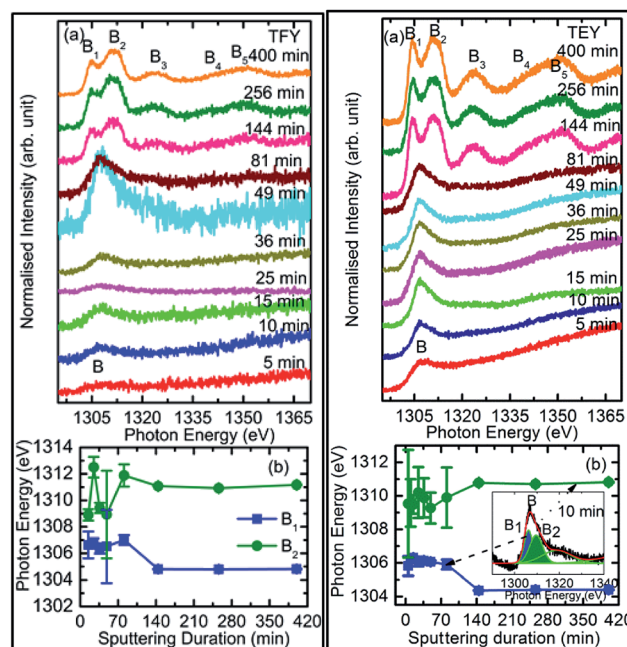 (a) TFY
B1 B2 B3 B4 B5 400 min
256 min
144 min
81 min
49 min
36 min
25 min
15 min
10 min
B 5 min
Normalised Intensity (arb. unit)
1305 1320 1335 1350 1365
Photon Energy (eV)
(b)
1314
1312
1310
1308
1306
1304
1302
Photon Energy (eV)
B1
B2
0 70 140 210 280 350 420
Sputtering Duration (min)
(a) TEY
B1 B2 B3 B4 B5 400 min
256 min
144 min
81 min
49 min
36 min
25 min
15 min
10 min
5 min
B
Normalised Intensity (arb. unit)
1305 1320 1335 1350 1365
Photon Energy (eV)
(b)
1312
1310
1308
1306
1304
Photon Energy (eV)
B 10 min
B1 B2
1300 1320 1340
Photon Energy (eV)
0 70 140 210 280 350 420
Sputtering duration (min)